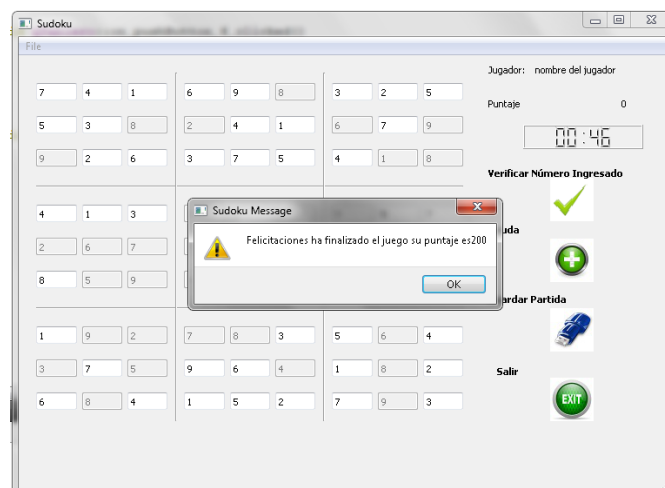 Sudoku
File
Jugador: nombre del jugador
7 4 1 6 9 8 3 2 5
Puntaje 0
5 3 8 2 4 1 6 7 9
00:46
9 2 6 3 7 5 4 1 8
Verificar Número Ingresado
4 1 3
Sudoku Message
Felicitaciones ha finalizado el juego su puntaje es200
uda
2 6 7
8 5 9
OK
ardar Partida
1 9 2 7 8 3 5 6 4
3 7 5 9 6 4 1 8 2
Salir
6 8 4 1 5 2 7 9 3
EXIT